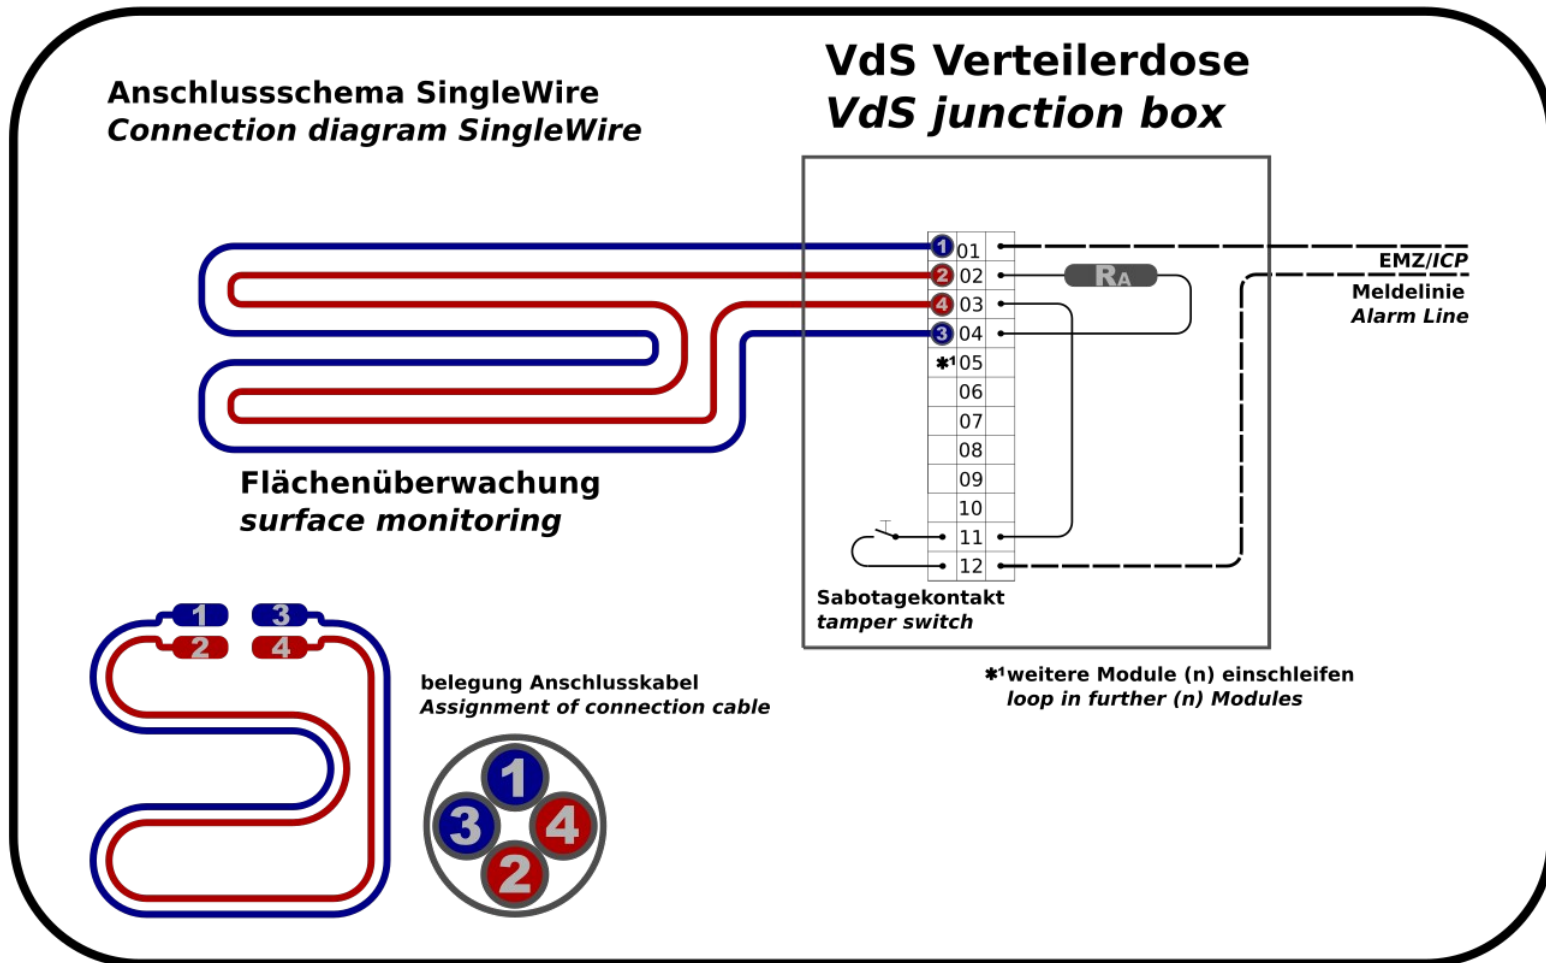 Anschlussschema SingleWire
Connection diagram SingleWire
VdS Verteilerdose
VdS junction box
1 01
2 02
4 03
3 04
*¹ 05
06
07
08
09
10
11
12
RA
EMZ/ICP
Meldelinie
Alarm Line
Flächenüberwachung
surface monitoring
Sabotagekontakt
tamper switch
*¹weitere Module (n) einschleifen
loop in further (n) Modules
1 3
2 4
belegung Anschlusskabel
Assignment of connection cable
1
3 4
2